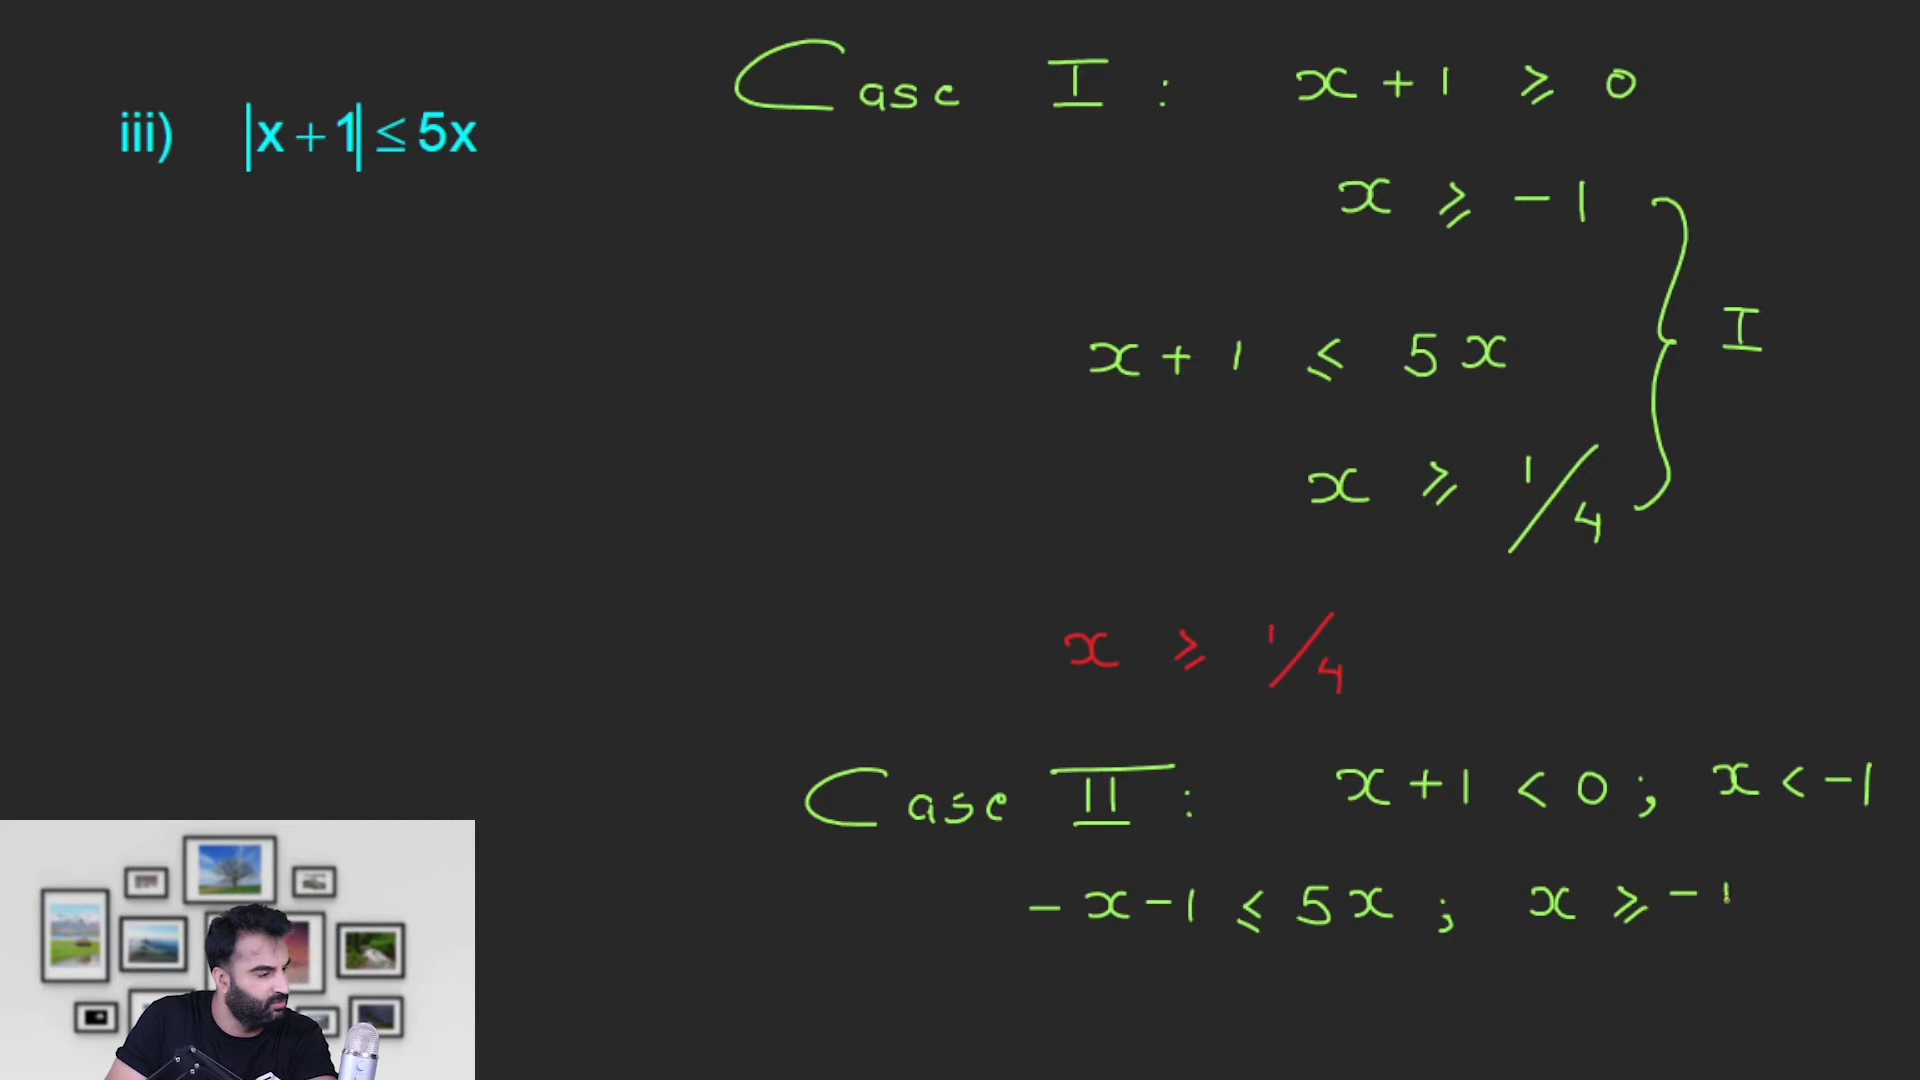 iii) |x + 1| ≤ 5x
Case I : x + 1 ⩾ 0
x ⩾ - 1
x + 1 ⩽ 5x
I
x ⩾ 1/4
x ⩾ 1/4
Case II : x + 1 < 0 ; x < -1
- x - 1 ⩽ 5x ; x ⩾ - 1